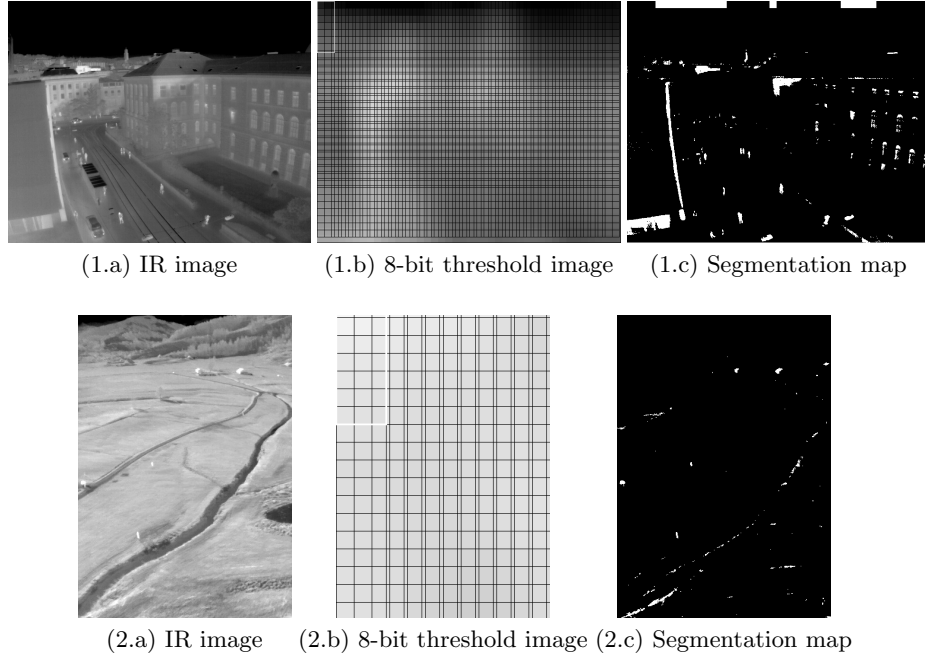 (1.a) IR image
(1.b) 8-bit threshold image
(1.c) Segmentation map
(2.a) IR image
(2.b) 8-bit threshold image
(2.c) Segmentation map